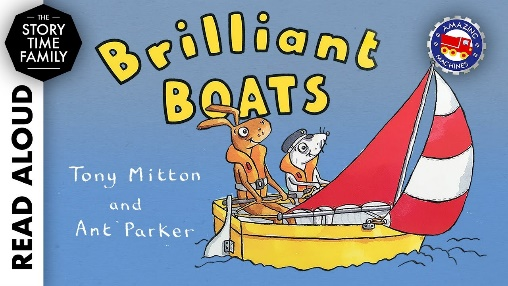 THE
STORY
TIME
FAMILY
READ ALOUD
Brilliant
BOATS
AMAZING
MACHINES
Tony Mitton
and
Ant Parker